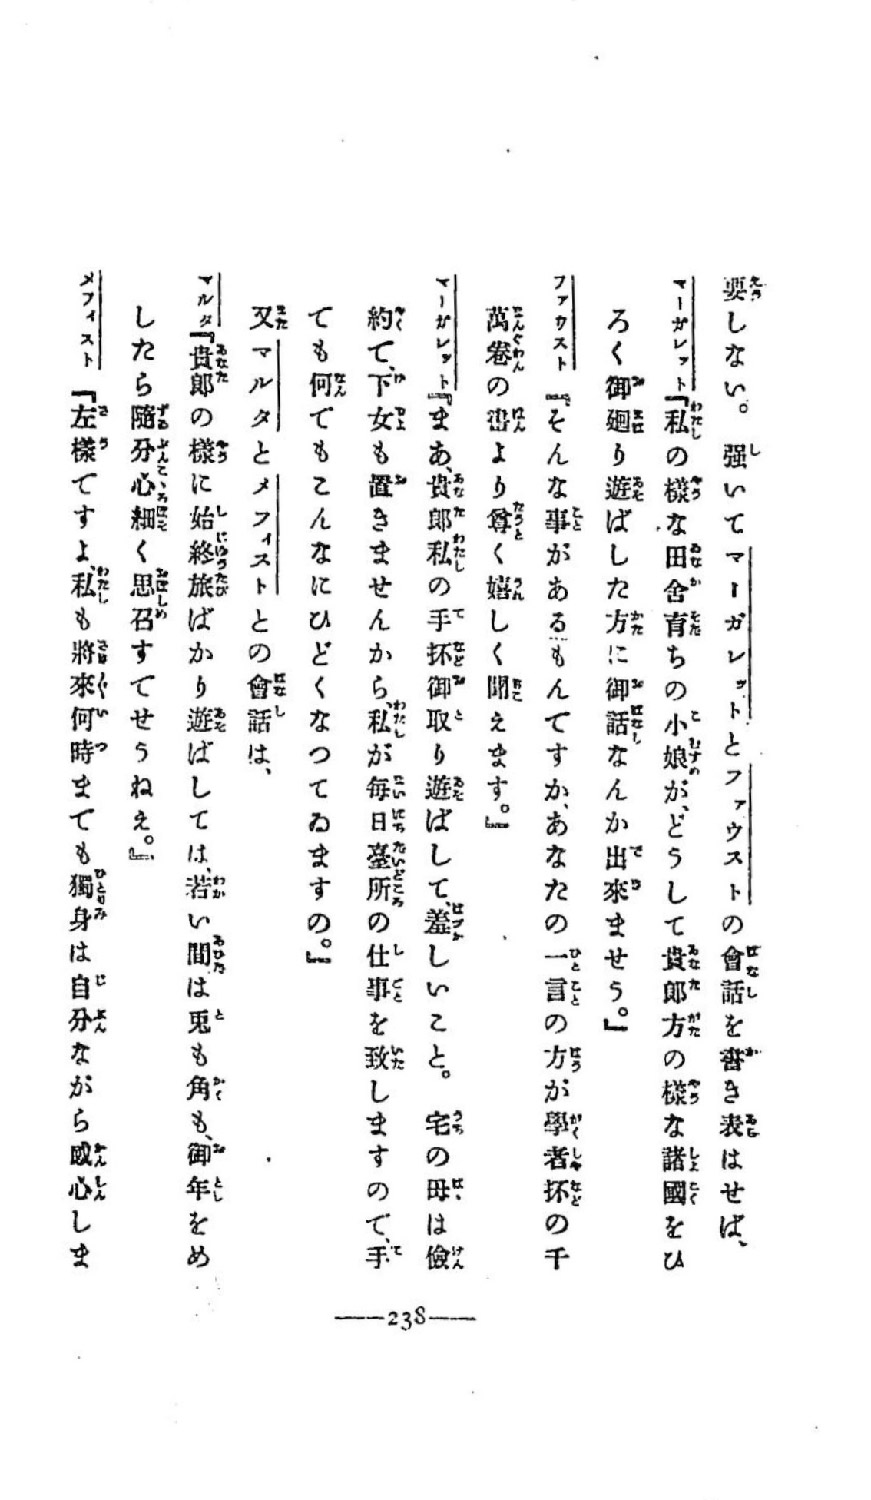 要しない。强いてマーガレットとファウストの會話を書き表はせば、
マーガレット『私の樣な田舍育ちの小娘が、どうして貴郞方の樣な諸國をひ
ろく御廻り遊ばした方に御話なんか出來ませう。』
ファウスト『そんな事があるもんですか、あなたの一言の方が學者抔の千
萬卷の書より尊く嬉しく聞えます。』
マーガレット『まあ、貴郞私の手抔御取り遊ばして、羞しいこと。宅の母は儉
約で、下女も置きませんから、私が每日臺所の仕事を致しますので、手
ても何てもこんなにひどくなつてゐますの。』
又マルタとメフィストとの會話は、
マルタ『貴郞の樣に始終旅ばかり遊ばしては、若い間は兎も角も、御年をめ
したら隨分心細く思召すてせうねえ。』
メフィスト『左樣てすよ、私も將來何時までも獨身は自分ながら感心しま
238